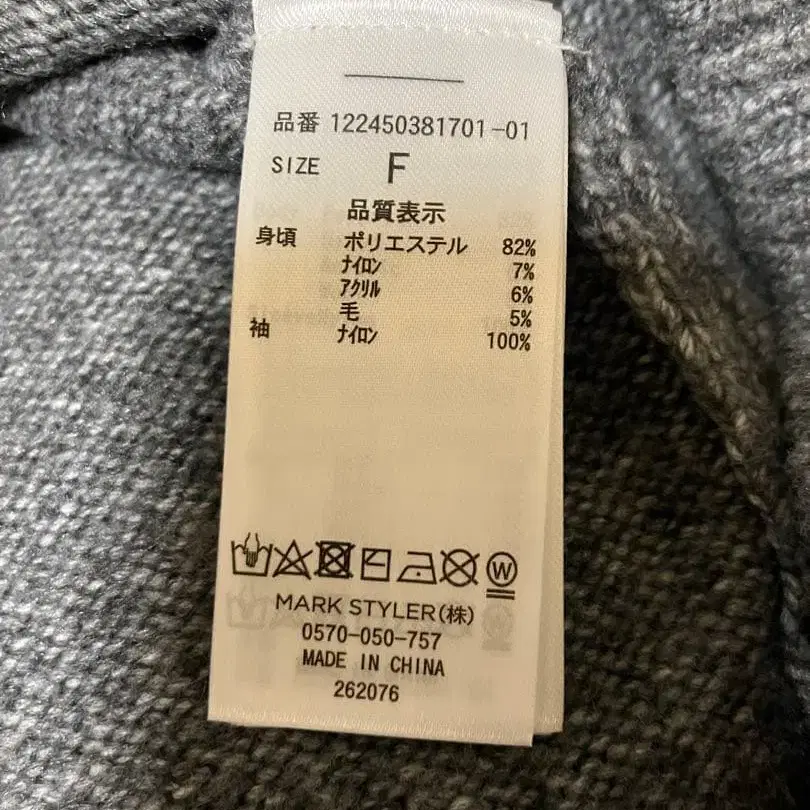 品番 122450381701-01
SIZE F
品質表示
身頃 ポリエステル 82%
ナイロン 7%
アクリル 6%
毛 5%
袖 ナイロン 100%
W
MARK STYLER(株)
0570-050-757
MADE IN CHINA
262076